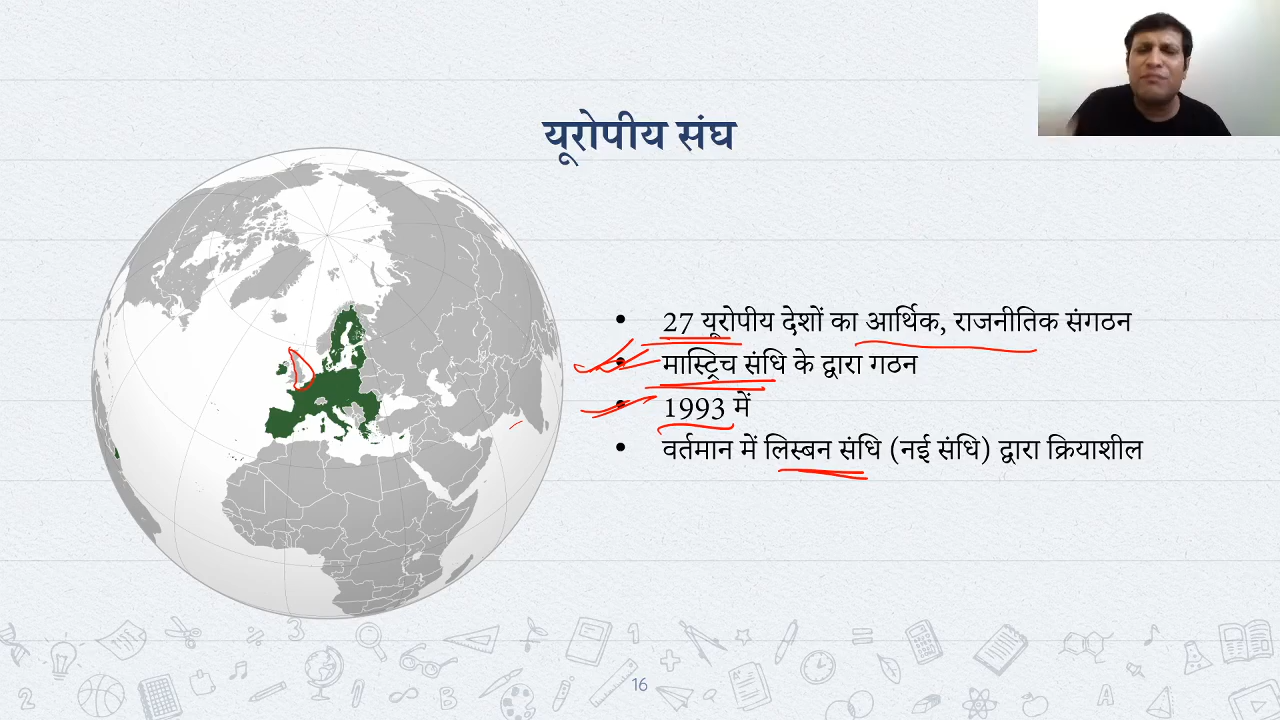 यूरोपीय संघ
• 27 यूरोपीय देशों का आर्थिक, राजनीतिक संगठन
• मास्ट्रिच संधि के द्वारा गठन
• 1993 में
• वर्तमान में लिस्बन संधि (नई संधि) द्वारा क्रियाशील
16